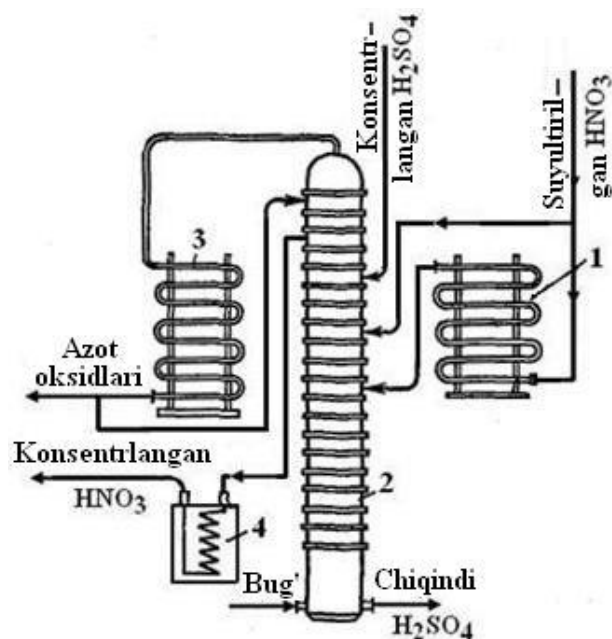 Konsentr–
langan H₂SO₄
Suyultiril–
gan HNO₃
3
1
Azot
oksidlari
Konsentrlangan
HNO₃
4
2
Bug'
Chiqindi
H₂SO₄